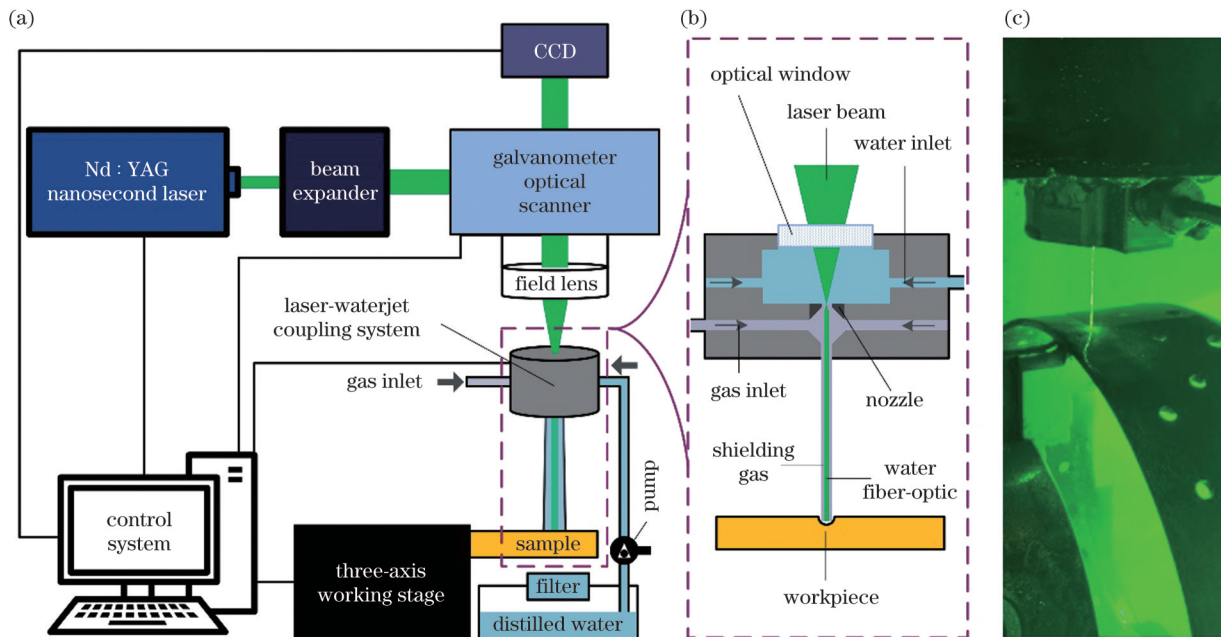 (a)
CCD
Nd : YAG
nanosecond laser
beam
expander
galvanometer
optical
scanner
field lens
laser-waterjet
coupling system
gas inlet
pump
control
system
three-axis
working stage
sample
filter
distilled water
(b)
optical window
laser beam
water inlet
gas inlet
nozzle
shielding
gas
water
fiber-optic
workpiece
(c)